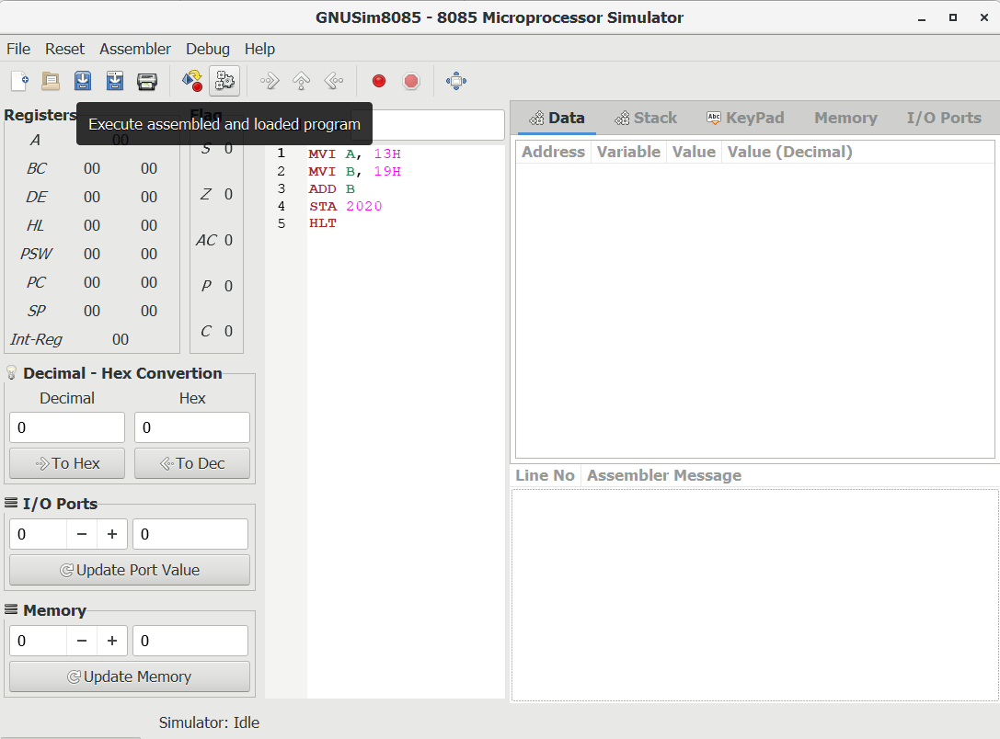 GNUSim8085 - 8085 Microprocessor Simulator
File Reset Assembler Debug Help
Registers
Flag
Execute assembled and loaded program
A 00
BC 00 00
DE 00 00
HL 00 00
PSW 00 00
PC 00 00
SP 00 00
Int-Reg 00
S 0
Z 0
AC 0
P 0
C 0
Decimal - Hex Convertion
Decimal Hex
0 0
To Hex To Dec
I/O Ports
0 − + 0
Update Port Value
Memory
0 − + 0
Update Memory
1 MVI A, 13H
2 MVI B, 19H
3 ADD B
4 STA 2020
5 HLT
Data Stack Abc KeyPad Memory I/O Ports
Address Variable Value Value (Decimal)
Line No Assembler Message
Simulator: Idle